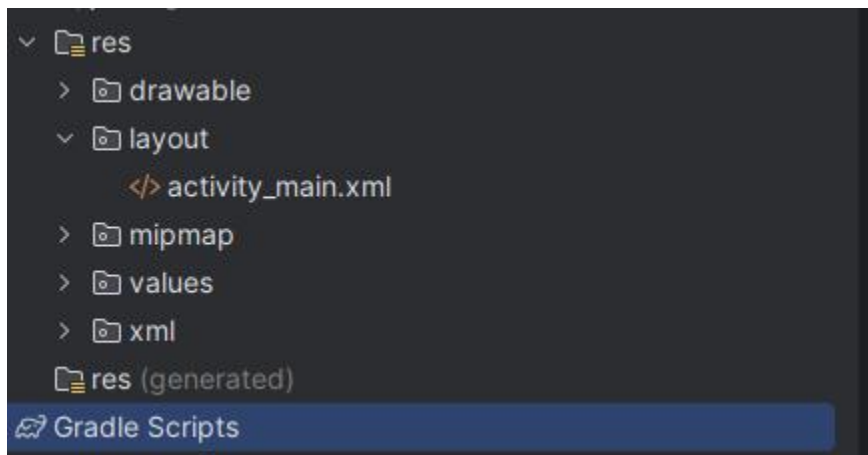 res
drawable
layout
</> activity_main.xml
mipmap
values
xml
res (generated)
Gradle Scripts